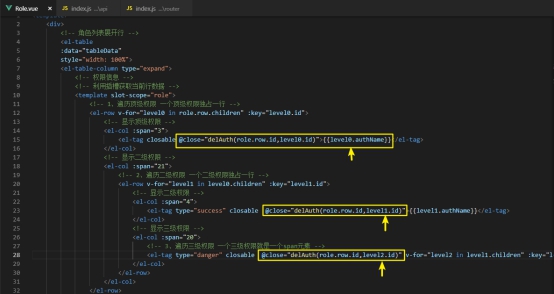 Role.vue × index.js ...\api index.js ...\router
1
2 <div>
3 <!-- 角色列表展开行 -->
4 <el-table
5 :data="tableData"
6 style="width: 100%">
7 <el-table-column type="expand">
8 <!-- 权限信息 -->
9 <!-- 利用插槽获取当前行数据 -->
10 <template slot-scope="role">
11 <!-- 1、遍历顶级权限 一个顶级权限独占一行 -->
12 <el-row v-for="level0 in role.row.children" :key="level0.id">
13 <!-- 显示顶级权限 -->
14 <el-col :span="3">
15 <el-tag closable @close="delAuth(role.row.id,level0.id)">{{level0.authName}}</el-tag>
16 </el-col>
17 <!-- 显示二级权限 -->
18 <el-col :span="21">
19 <!-- 2、遍历二级权限 一个二级权限独占一行 -->
20 <el-row v-for="level1 in level0.children" :key="level1.id">
21 <!-- 显示二级权限 -->
22 <el-col :span="4">
23 <el-tag type="success" closable @close="delAuth(role.row.id,level1.id)">{{level1.authName}}</el-tag>
24 </el-col>
25 <!-- 显示三级权限 -->
26 <el-col :span="20">
27 <!-- 3、遍历三级权限 一个三级权限就是一个span元素 -->
28 <el-tag type="danger" closable @close="delAuth(role.row.id,level2.id)" v-for="level2 in level1.children" :key="l
29 </el-col>
30 </el-row>
31 </el-col>
32 </el-row>